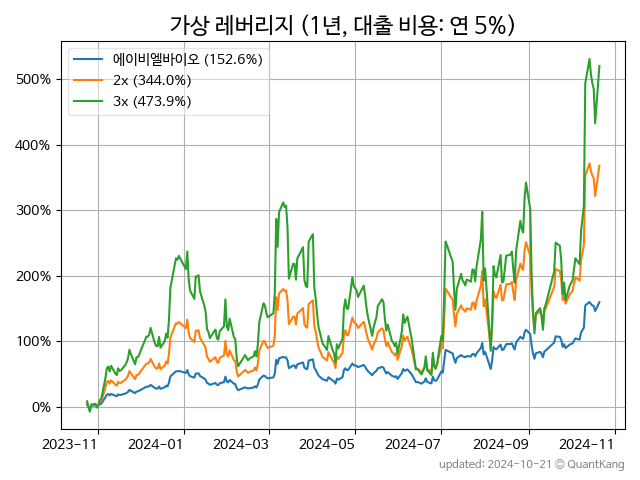 가상 레버리지 (1년, 대출 비용: 연 5%)
에이비엘바이오 (152.6%)
2x (344.0%)
3x (473.9%)
500%
400%
300%
200%
100%
0%
2023-11
2024-01
2024-03
2024-05
2024-07
2024-09
2024-11
updated: 2024-10-21 © QuantKang